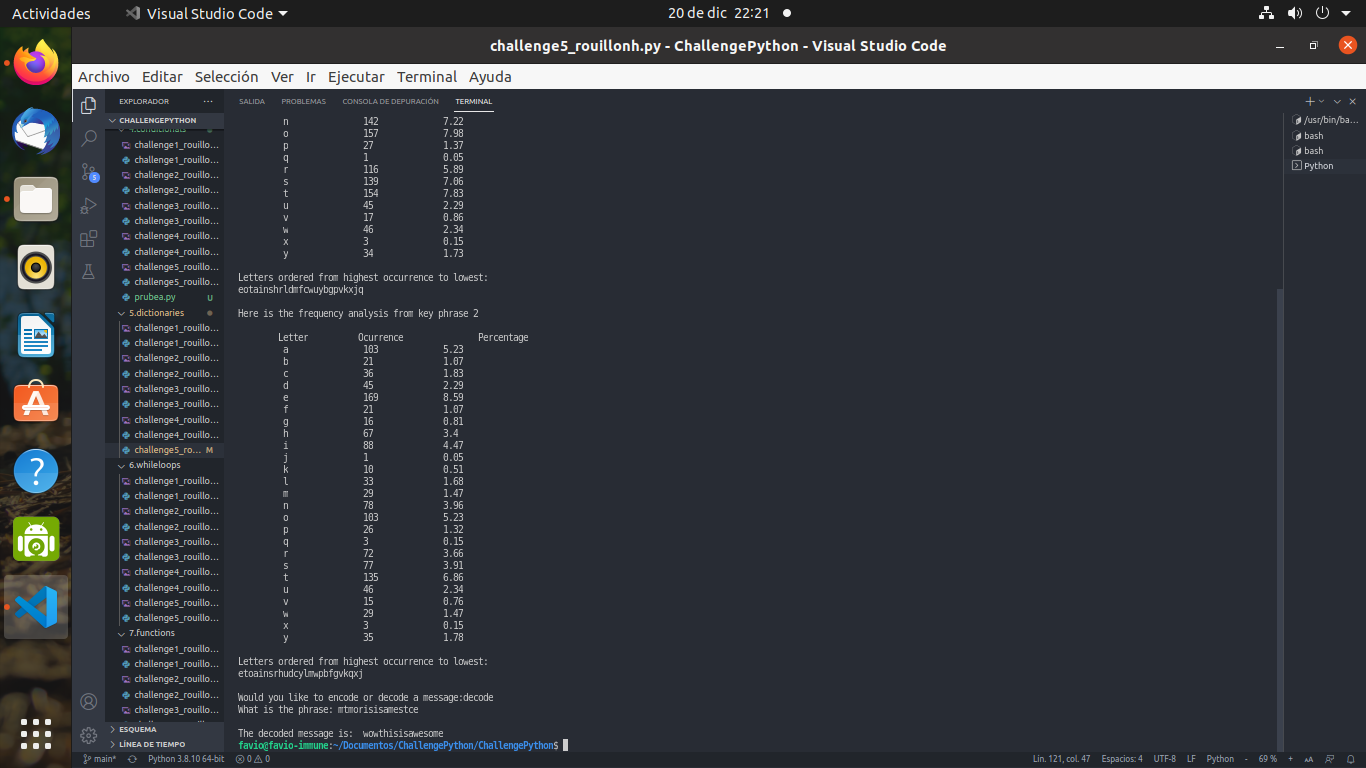 Actividades
Visual Studio Code
20 de dic 22:21
challenge5_rouillonh.py - ChallengePython - Visual Studio Code
Archivo Editar Selección Ver Ir Ejecutar Terminal Ayuda
EXPLORADOR ···
CHALLENGEPYTHON
4.conditionals
challenge1_rouillo...
challenge1_rouillo...
challenge2_rouillo...
challenge2_rouillo...
challenge3_rouillo...
challenge3_rouillo...
challenge4_rouillo...
challenge4_rouillo...
challenge5_rouillo...
challenge5_rouillo...
prubea.py U
5.dictionaries
challenge1_rouillo...
challenge1_rouillo...
challenge2_rouillo...
challenge2_rouillo...
challenge3_rouillo...
challenge3_rouillo...
challenge4_rouillo...
challenge4_rouillo...
challenge5_ro... M
6.whileloops
challenge1_rouillo...
challenge1_rouillo...
challenge2_rouillo...
challenge2_rouillo...
challenge3_rouillo...
challenge3_rouillo...
challenge4_rouillo...
challenge4_rouillo...
challenge5_rouillo...
challenge5_rouillo...
7.functions
challenge1_rouillo...
challenge1_rouillo...
challenge2_rouillo...
challenge2_rouillo...
challenge3_rouillo...
ESQUEMA
LÍNEA DE TIEMPO
5
SALIDA PROBLEMAS CONSOLA DE DEPURACIÓN TERMINAL
n 142 7.22
o 157 7.98
p 27 1.37
q 1 0.05
r 116 5.89
s 139 7.06
t 154 7.83
u 45 2.29
v 17 0.86
w 46 2.34
x 3 0.15
y 34 1.73
Letters ordered from highest occurrence to lowest:
eotainshrldmfcwuybgpvkxjq
Here is the frequency analysis from key phrase 2
Letter Ocurrence Percentage
a 103 5.23
b 21 1.07
c 36 1.83
d 45 2.29
e 169 8.59
f 21 1.07
g 16 0.81
h 67 3.4
i 88 4.47
j 1 0.05
k 10 0.51
l 33 1.68
m 29 1.47
n 78 3.96
o 103 5.23
p 26 1.32
q 3 0.15
r 72 3.66
s 77 3.91
t 135 6.86
u 46 2.34
v 15 0.76
w 29 1.47
x 3 0.15
y 35 1.78
Letters ordered from highest occurrence to lowest:
etoainsrhudcylmwpbfgvkqxj
Would you like to encode or decode a message:decode
What is the phrase: mtmorisisamestce
The decoded message is:  wowthisisawesome
favio@favio-immune:~/Documentos/ChallengePython/ChallengePython$
/usr/bin/ba...
bash
bash
Python
main* Python 3.8.10 64-bit 0 0 Lín. 121, col. 47 Espacios: 4 UTF-8 LF Python - 69 % +